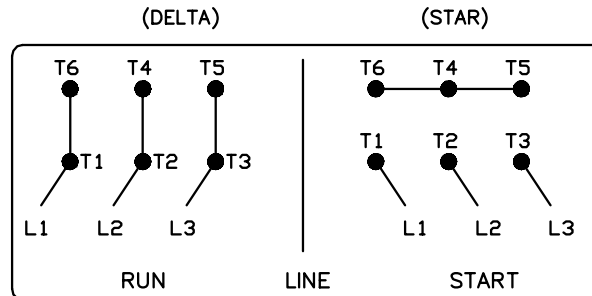 (DELTA) (STAR)
T6 T4 T5 T6 T4 T5
T1 T2 T3 T1 T2 T3
L1 L2 L3 L1 L2 L3
RUN LINE START